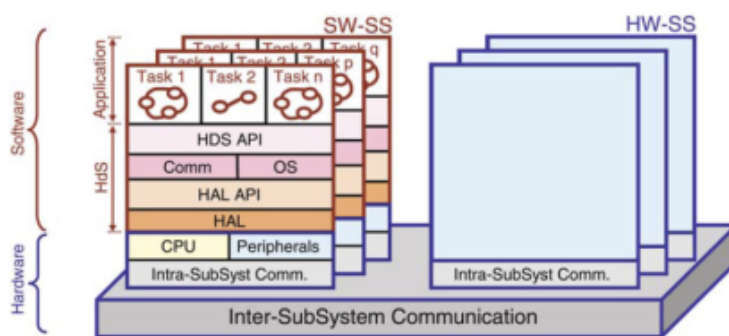 SW-SS
HW-SS
Task 1 Task 2 Task q
Task 1 Task 2 Task p
Task 1 Task 2 Task n
Application
Software
HDS API
Comm OS
HdS
HAL API
HAL
CPU Peripherals
Hardware
Intra-SubSyst Comm.
Intra-SubSyst Comm.
Inter-SubSystem Communication